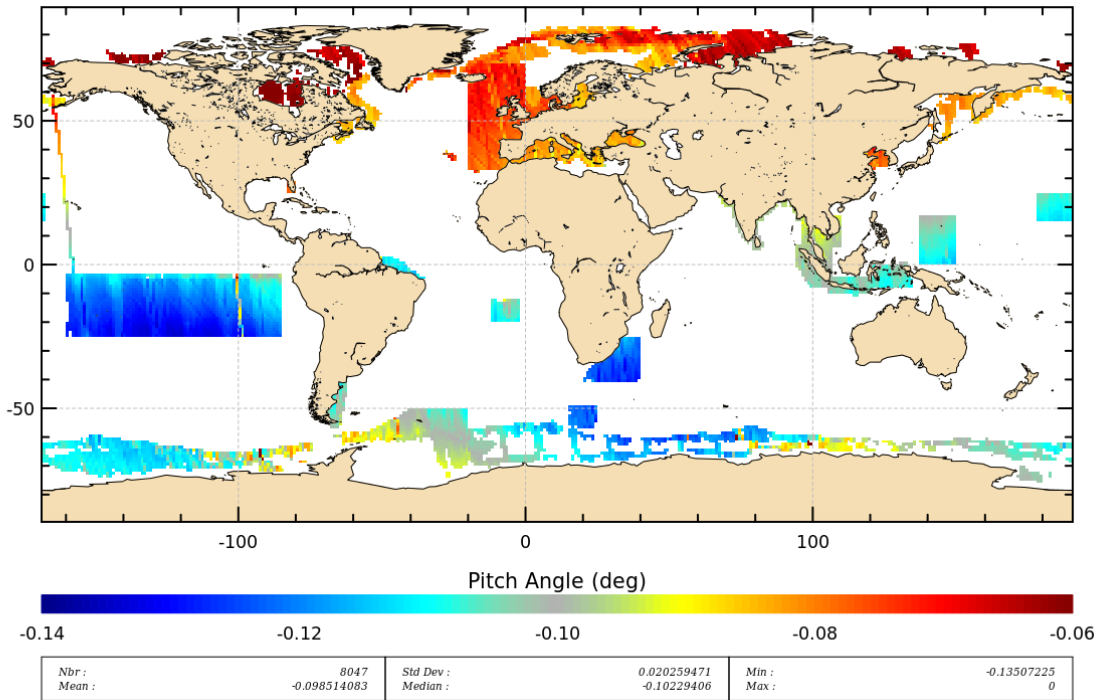 50
0
-50
-100 0 100
Pitch Angle (deg)
-0.14 -0.12 -0.10 -0.08 -0.06
Nbr : 8047 Std Dev : 0.020259471 Min : -0.13507225
Mean : -0.098514083 Median : -0.10229406 Max : 0